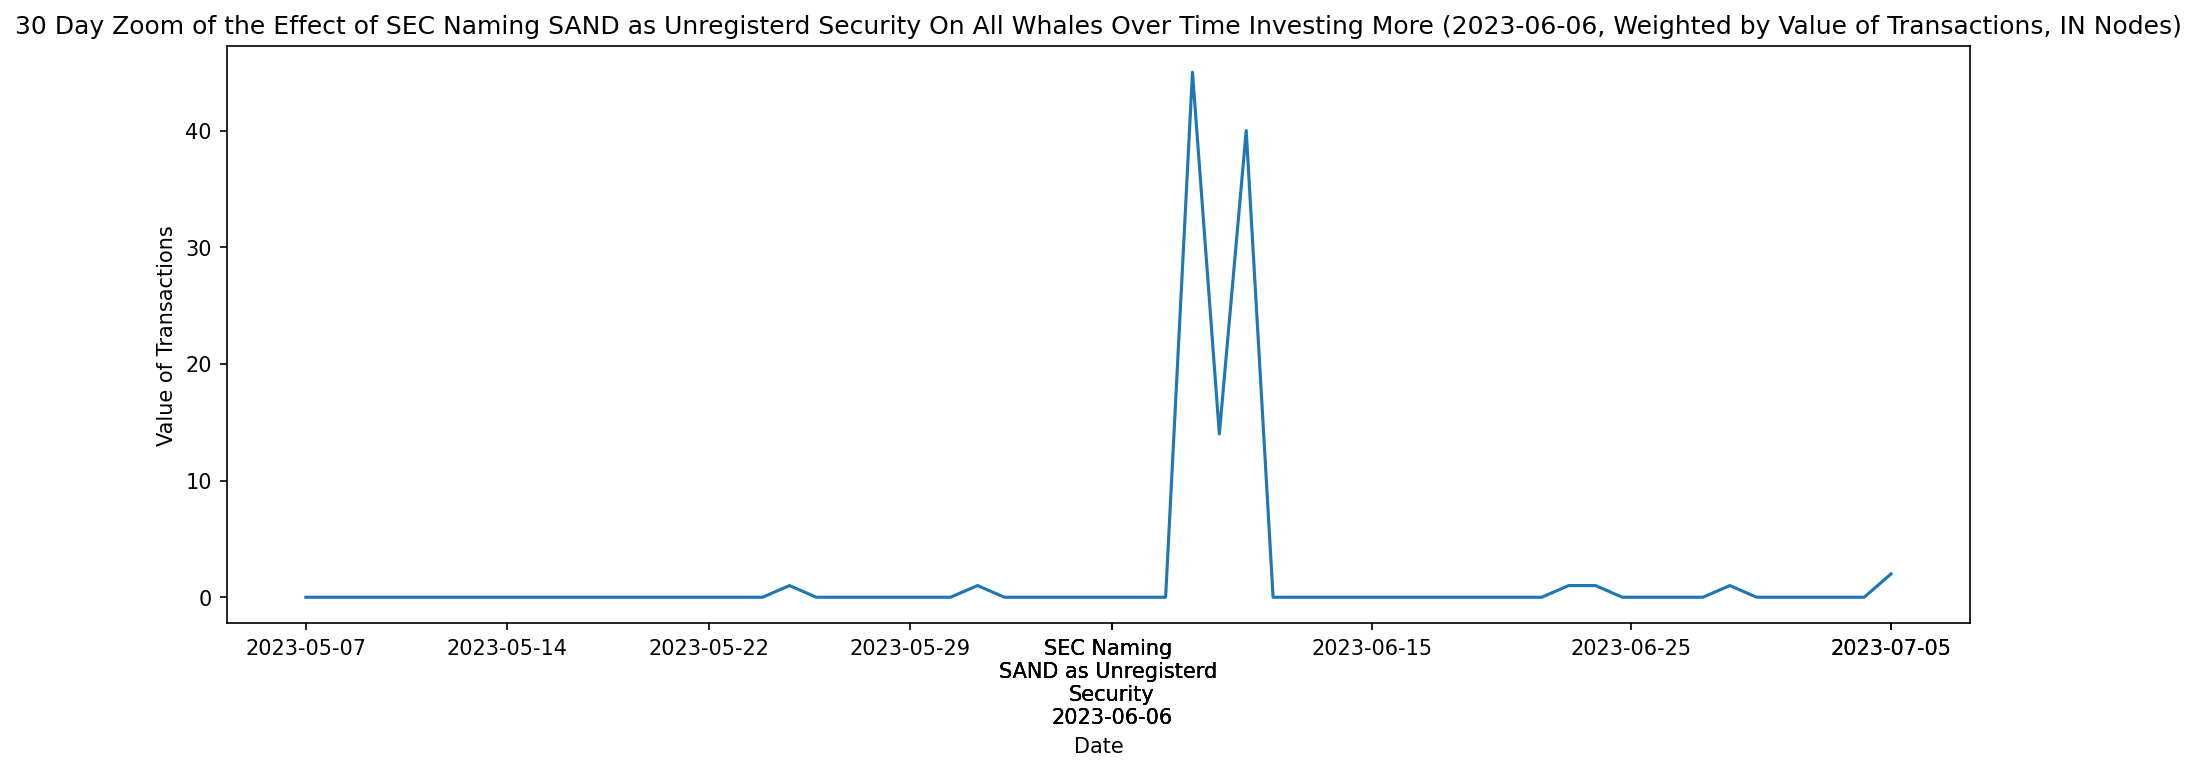 30 Day Zoom of the Effect of SEC Naming SAND as Unregisterd Security On All Whales Over Time Investing More (2023-06-06, Weighted by Value of Transactions, IN Nodes)
Value of Transactions
40
30
20
10
0
2023-05-07
2023-05-14
2023-05-22
2023-05-29
SEC Naming
SAND as Unregisterd
Security
2023-06-06
2023-06-15
2023-06-25
2023-07-05
Date